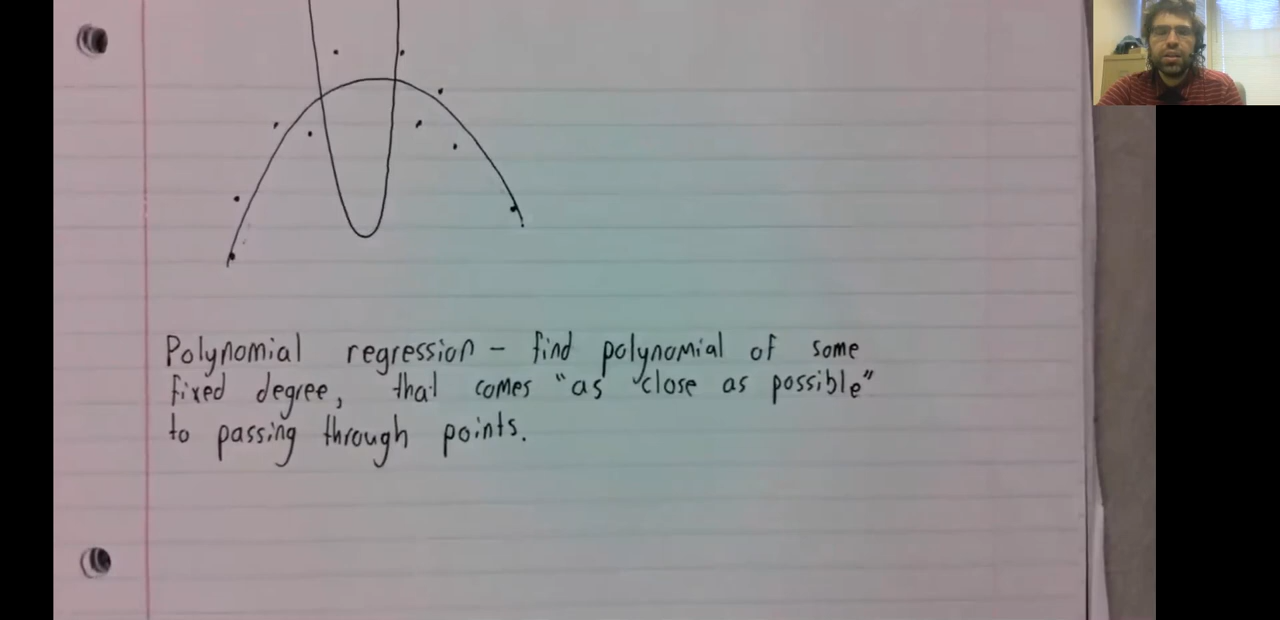 Polynomial regression - find polynomial of some
fixed degree, that comes "as close as possible"
to passing through points.